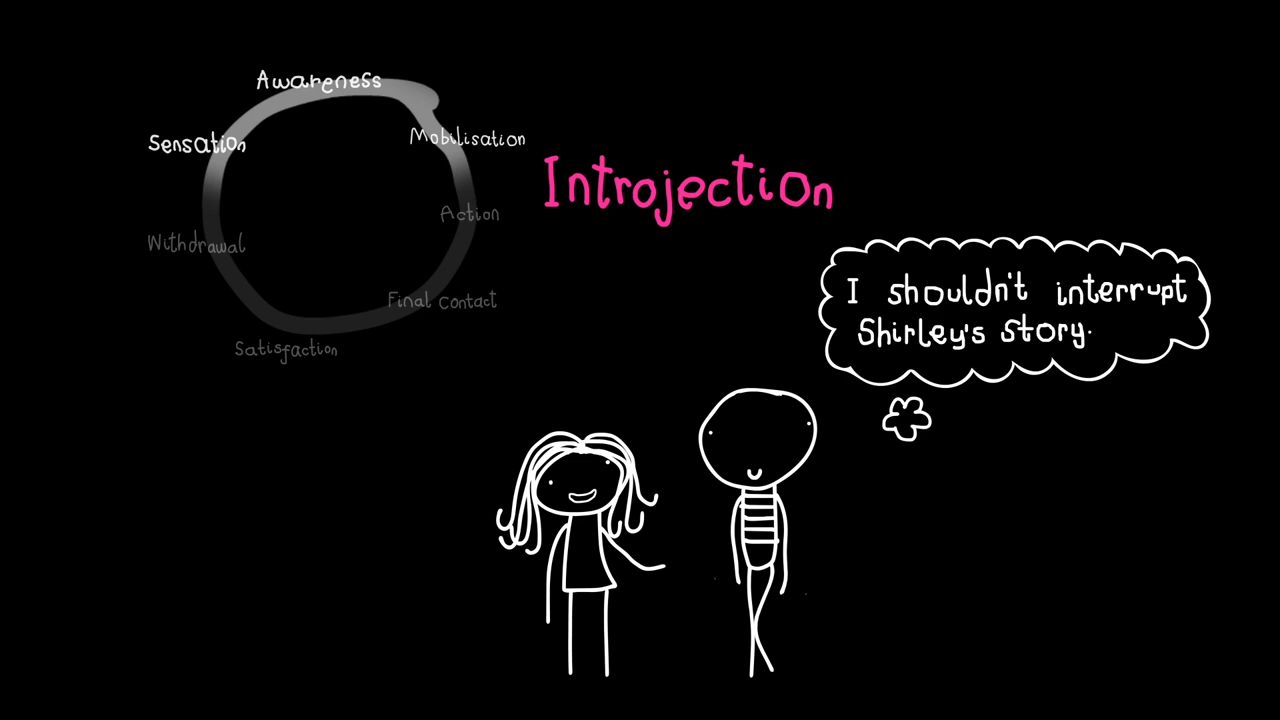 Awareness
Sensation
Mobilisation
Introjection
Action
Withdrawal
Final Contact
Satisfaction
I shouldn't interrupt
Shirley's story.